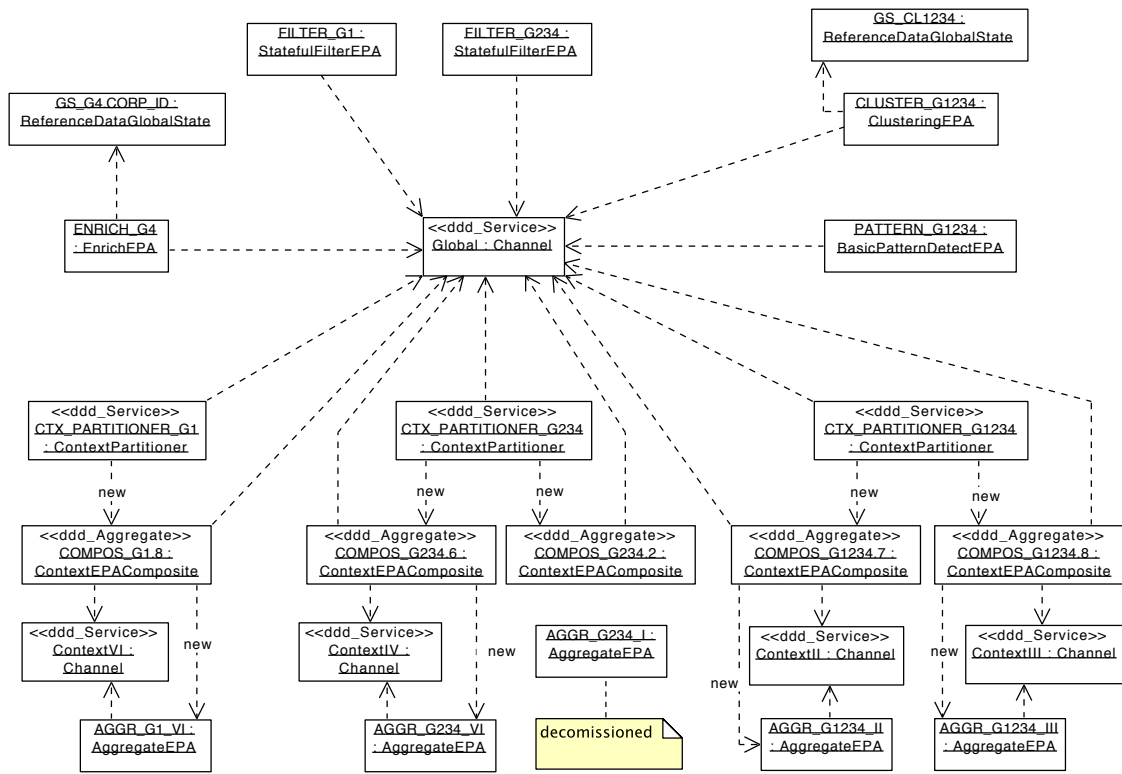 FILTER_G1 :
StatefulFilterEPA
FILTER_G234 :
StatefulFilterEPA
GS_CL1234 :
ReferenceDataGlobalState
GS_G4.CORP_ID :
ReferenceDataGlobalState
CLUSTER_G1234 :
ClusteringEPA
ENRICH_G4
: EnrichEPA
<<ddd_Service>>
Global : Channel
PATTERN_G1234 :
BasicPatternDetectEPA
<<ddd_Service>>
CTX_PARTITIONER_G1
: ContextPartitioner
<<ddd_Service>>
CTX_PARTITIONER_G234
: ContextPartitioner
<<ddd_Service>>
CTX_PARTITIONER_G1234
: ContextPartitioner
new
new
new
new
new
<<ddd_Aggregate>>
COMPOS_G1.8 :
ContextEPAComposite
<<ddd_Aggregate>>
COMPOS_G234.6 :
ContextEPAComposite
<<ddd_Aggregate>>
COMPOS_G234.2 :
ContextEPAComposite
<<ddd_Aggregate>>
COMPOS_G1234.7 :
ContextEPAComposite
<<ddd_Aggregate>>
COMPOS_G1234.8 :
ContextEPAComposite
<<ddd_Service>>
ContextVI :
Channel
new
<<ddd_Service>>
ContextIV :
Channel
new
AGGR_G234_I :
AggregateEPA
<<ddd_Service>>
ContextII : Channel
<<ddd_Service>>
ContextIII : Channel
new
new
AGGR_G1_VI :
AggregateEPA
AGGR_G234_VI
: AggregateEPA
decomissioned
AGGR_G1234_II
: AggregateEPA
AGGR_G1234_III
: AggregateEPA